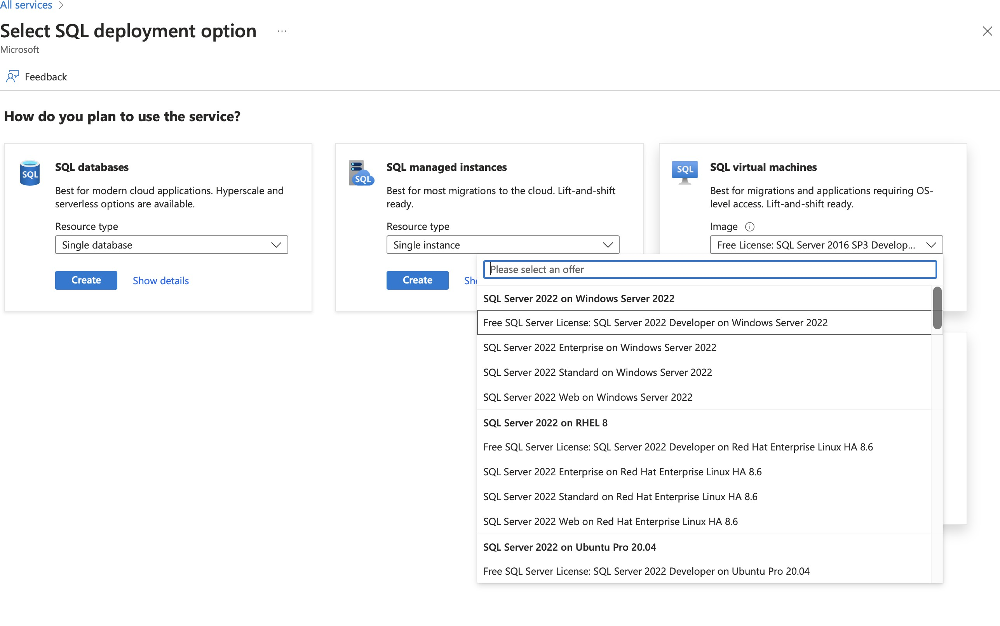 All services
Select SQL deployment option ...
Microsoft
Feedback
How do you plan to use the service?
SQL
SQL databases
Best for modern cloud applications. Hyperscale and
serverless options are available.
Resource type
Single database
Create
Show details
SQL
SQL managed instances
Best for most migrations to the cloud. Lift-and-shift
ready.
Resource type
Single instance
Create
SQL
SQL virtual machines
Best for migrations and applications requiring OS-
level access. Lift-and-shift ready.
Image
Free License: SQL Server 2016 SP3 Develop...
Please select an offer
SQL Server 2022 on Windows Server 2022
Free SQL Server License: SQL Server 2022 Developer on Windows Server 2022
SQL Server 2022 Enterprise on Windows Server 2022
SQL Server 2022 Standard on Windows Server 2022
SQL Server 2022 Web on Windows Server 2022
SQL Server 2022 on RHEL 8
Free SQL Server License: SQL Server 2022 Developer on Red Hat Enterprise Linux HA 8.6
SQL Server 2022 Enterprise on Red Hat Enterprise Linux HA 8.6
SQL Server 2022 Standard on Red Hat Enterprise Linux HA 8.6
SQL Server 2022 Web on Red Hat Enterprise Linux HA 8.6
SQL Server 2022 on Ubuntu Pro 20.04
Free SQL Server License: SQL Server 2022 Developer on Ubuntu Pro 20.04